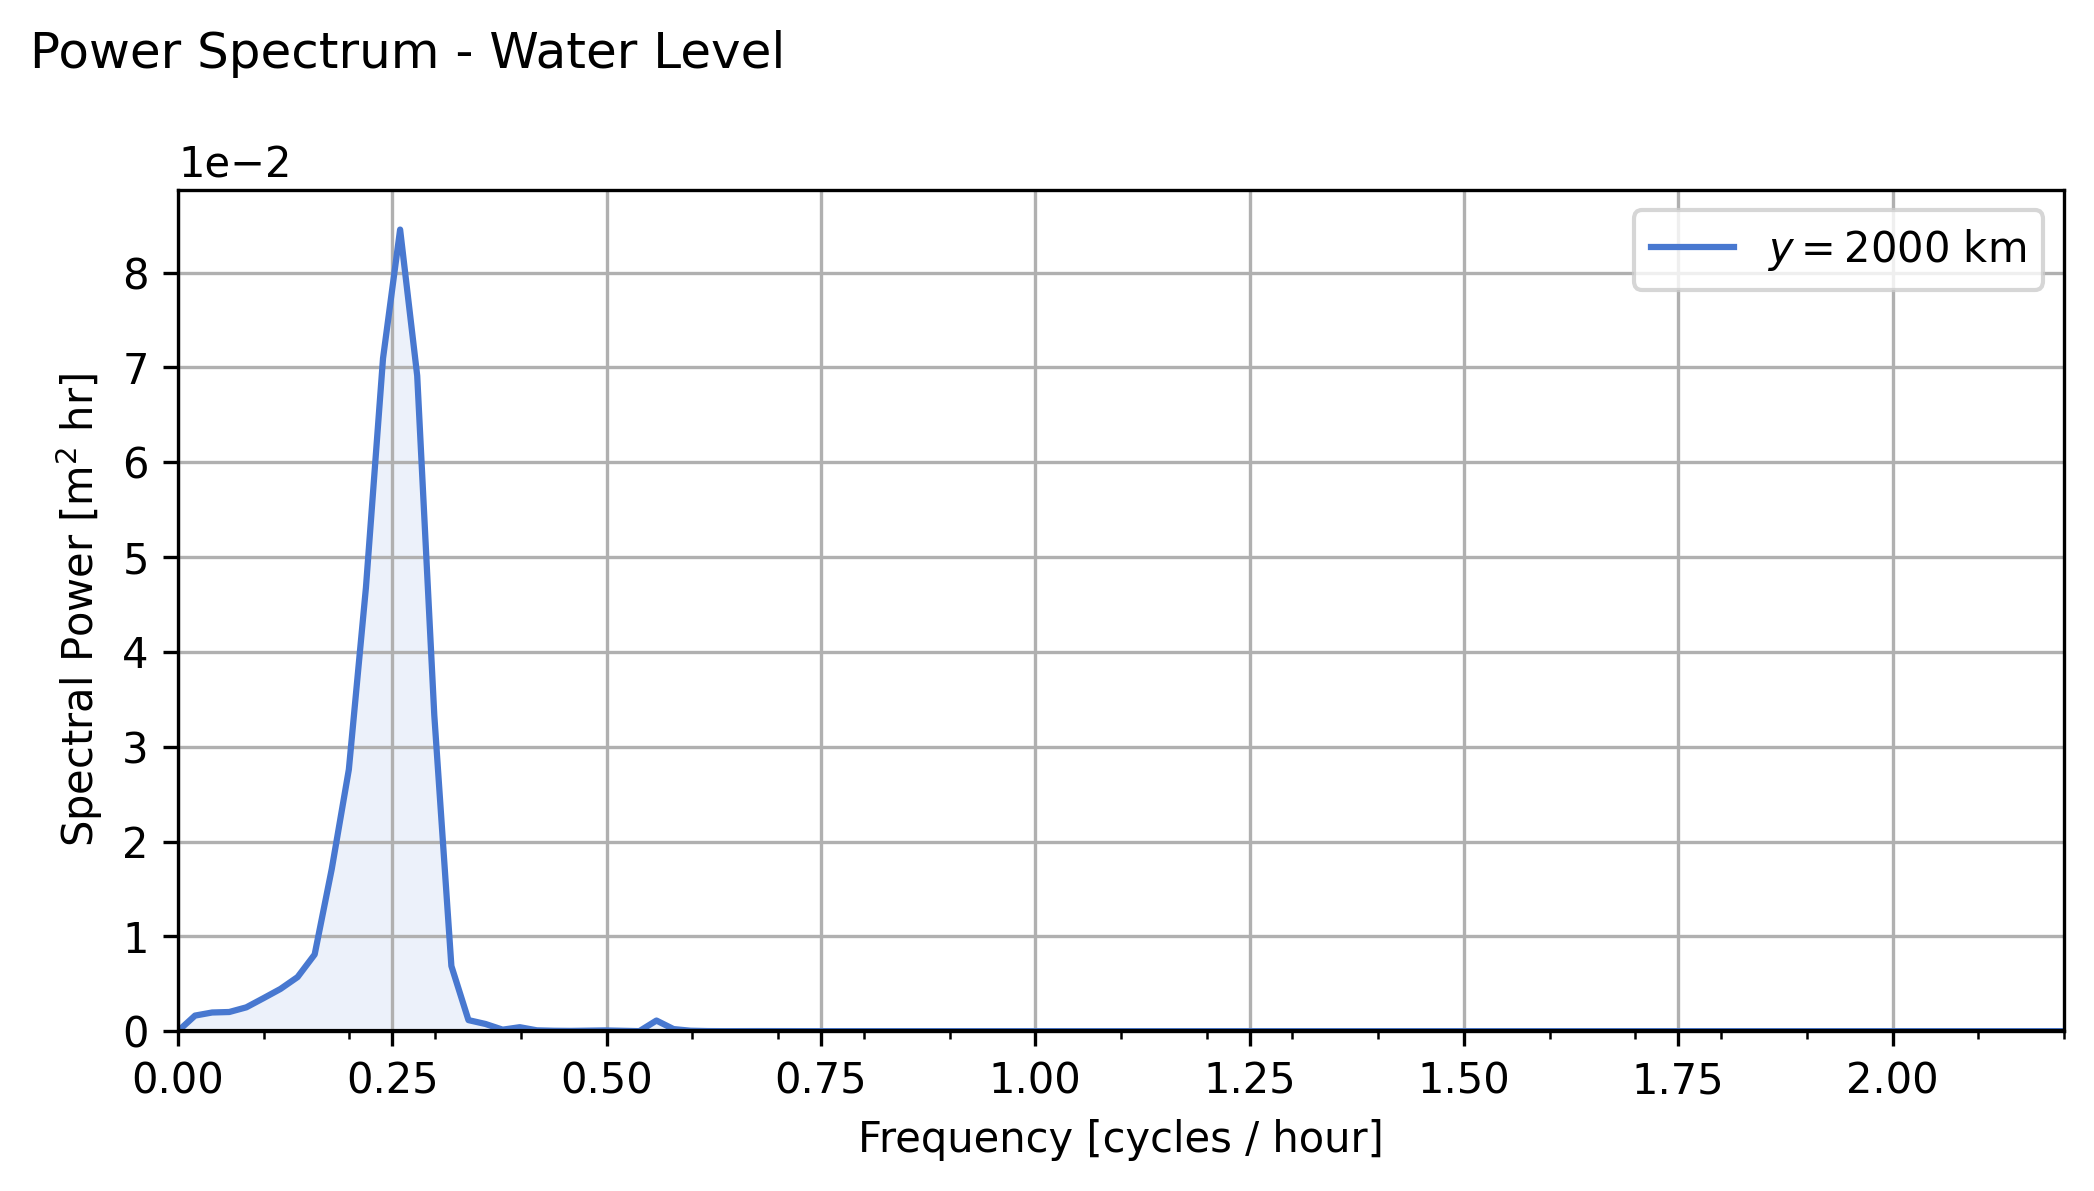 Power Spectrum - Water Level
1e−2
8
7
6
5
4
3
2
1
0
Spectral Power [m² hr]
y = 2000 km
0.00 0.25 0.50 0.75 1.00 1.25 1.50 1.75 2.00
Frequency [cycles / hour]